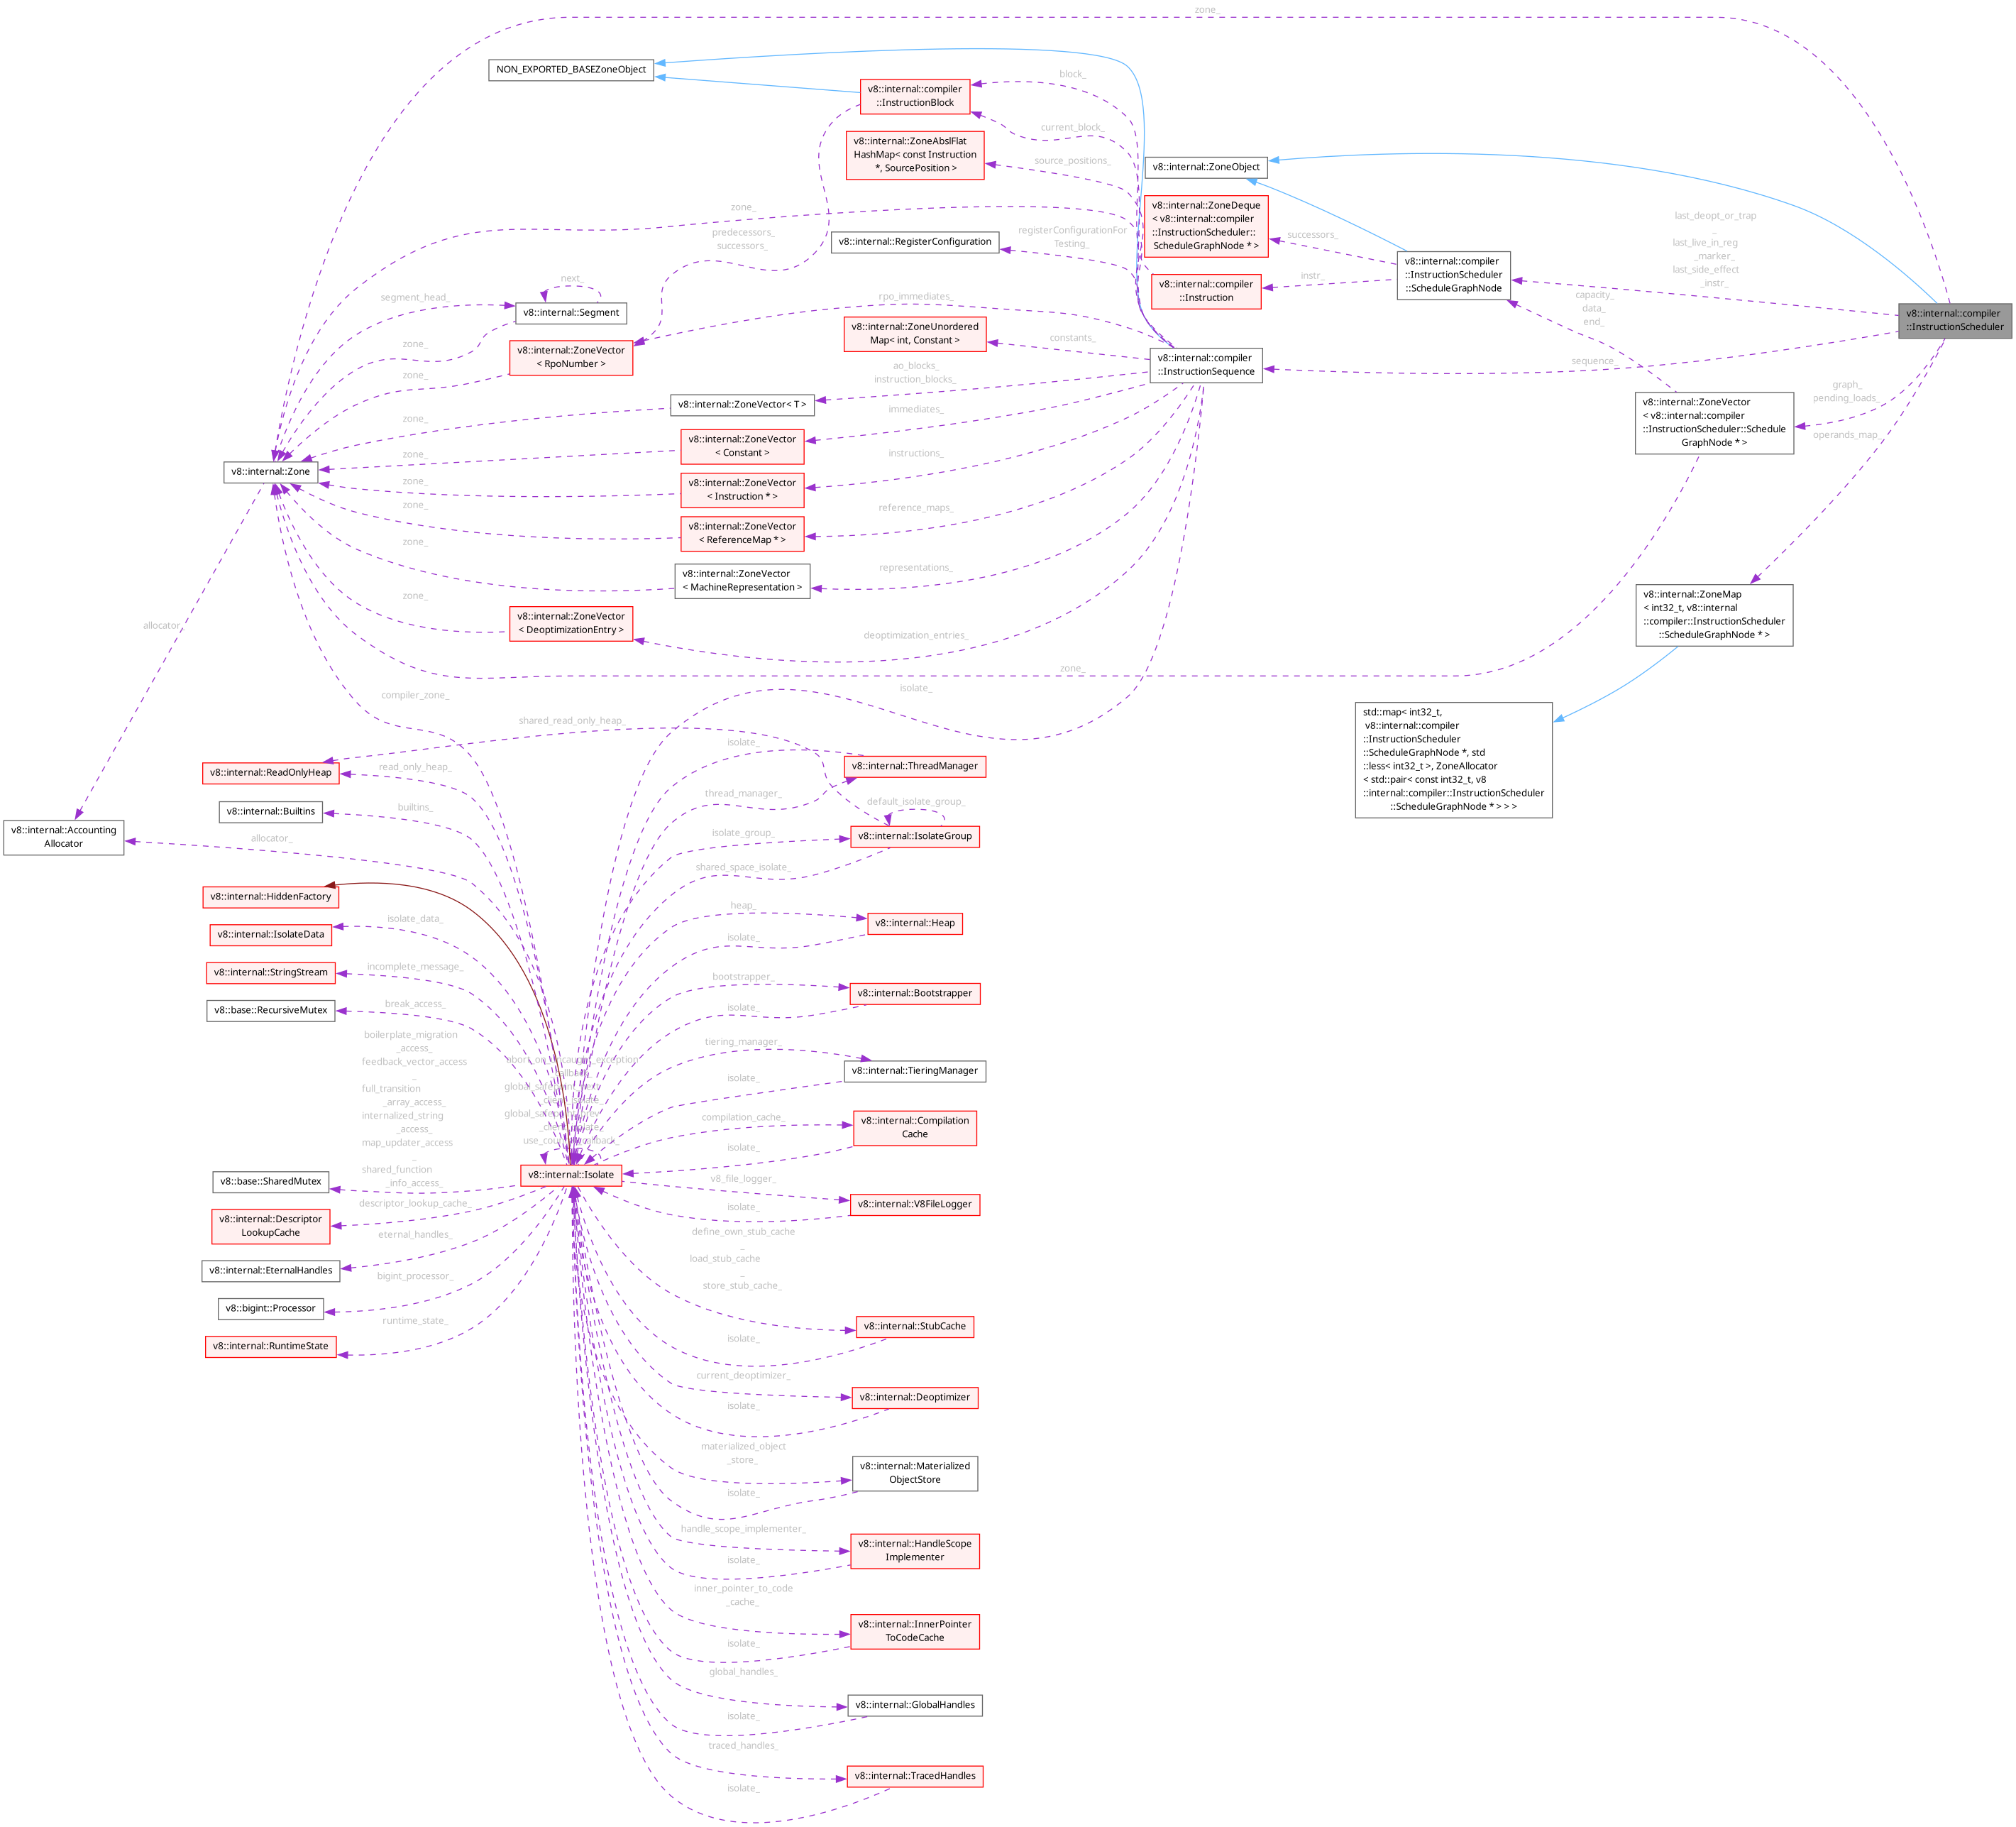 zone_
NON_EXPORTED_BASEZoneObject
v8::internal::compiler
::InstructionBlock
block_
current_block_
v8::internal::ZoneAbslFlat
HashMap< const Instruction
*, SourcePosition >
source_positions_
v8::internal::ZoneObject
v8::internal::ZoneDeque
< v8::internal::compiler
::InstructionScheduler::
ScheduleGraphNode * >
successors_
last_deopt_or_trap
_
last_live_in_reg
_marker_
last_side_effect
_instr_
zone_
predecessors_
successors_
v8::internal::RegisterConfiguration
registerConfigurationFor
Testing_
v8::internal::compiler
::InstructionScheduler
::ScheduleGraphNode
v8::internal::compiler
::Instruction
instr_
next_
segment_head_
v8::internal::Segment
rpo_immediates_
capacity_
data_
end_
v8::internal::compiler
::InstructionScheduler
zone_
v8::internal::ZoneVector
< RpoNumber >
v8::internal::ZoneUnordered
Map< int, Constant >
constants_
v8::internal::compiler
::InstructionSequence
sequence_
zone_
ao_blocks_
instruction_blocks_
graph_
pending_loads_
v8::internal::ZoneVector< T >
zone_
immediates_
v8::internal::ZoneVector
< v8::internal::compiler
::InstructionScheduler::Schedule
GraphNode * >
operands_map_
v8::internal::ZoneVector
< Constant >
zone_
instructions_
v8::internal::Zone
zone_
v8::internal::ZoneVector
< Instruction * >
zone_
reference_maps_
v8::internal::ZoneVector
< ReferenceMap * >
zone_
v8::internal::ZoneVector
< MachineRepresentation >
representations_
zone_
v8::internal::ZoneVector
< DeoptimizationEntry >
deoptimization_entries_
v8::internal::ZoneMap
< int32_t, v8::internal
::compiler::InstructionScheduler
::ScheduleGraphNode * >
allocator_
zone_
compiler_zone_
isolate_
shared_read_only_heap_
std::map< int32_t,
v8::internal::compiler
::InstructionScheduler
::ScheduleGraphNode *, std
::less< int32_t >, ZoneAllocator
< std::pair< const int32_t, v8
::internal::compiler::InstructionScheduler
::ScheduleGraphNode * > > >
v8::internal::ReadOnlyHeap
read_only_heap_
isolate_
v8::internal::ThreadManager
thread_manager_
v8::internal::Builtins
builtins_
default_isolate_group_
v8::internal::Accounting
Allocator
allocator_
isolate_group_
v8::internal::IsolateGroup
shared_space_isolate_
v8::internal::HiddenFactory
heap_
v8::internal::Heap
isolate_data_
v8::internal::IsolateData
isolate_
incomplete_message_
v8::internal::StringStream
bootstrapper_
v8::internal::Bootstrapper
break_access_
v8::base::RecursiveMutex
isolate_
boilerplate_migration
_access_
feedback_vector_access
_
full_transition
_array_access_
internalized_string
_access_
map_updater_access
_
shared_function
_info_access_
tiering_manager_
v8::internal::TieringManager
isolate_
compilation_cache_
v8::internal::Compilation
Cache
isolate_
v8::internal::Isolate
v8::base::SharedMutex
v8_file_logger_
v8::internal::V8FileLogger
isolate_
descriptor_lookup_cache_
v8::internal::Descriptor
LookupCache
eternal_handles_
v8::internal::EternalHandles
define_own_stub_cache
_
load_stub_cache
_
store_stub_cache_
bigint_processor_
v8::bigint::Processor
v8::internal::StubCache
runtime_state_
v8::internal::RuntimeState
isolate_
current_deoptimizer_
v8::internal::Deoptimizer
isolate_
materialized_object
_store_
v8::internal::Materialized
ObjectStore
isolate_
handle_scope_implementer_
v8::internal::HandleScope
Implementer
isolate_
inner_pointer_to_code
_cache_
v8::internal::InnerPointer
ToCodeCache
isolate_
global_handles_
v8::internal::GlobalHandles
isolate_
traced_handles_
v8::internal::TracedHandles
isolate_